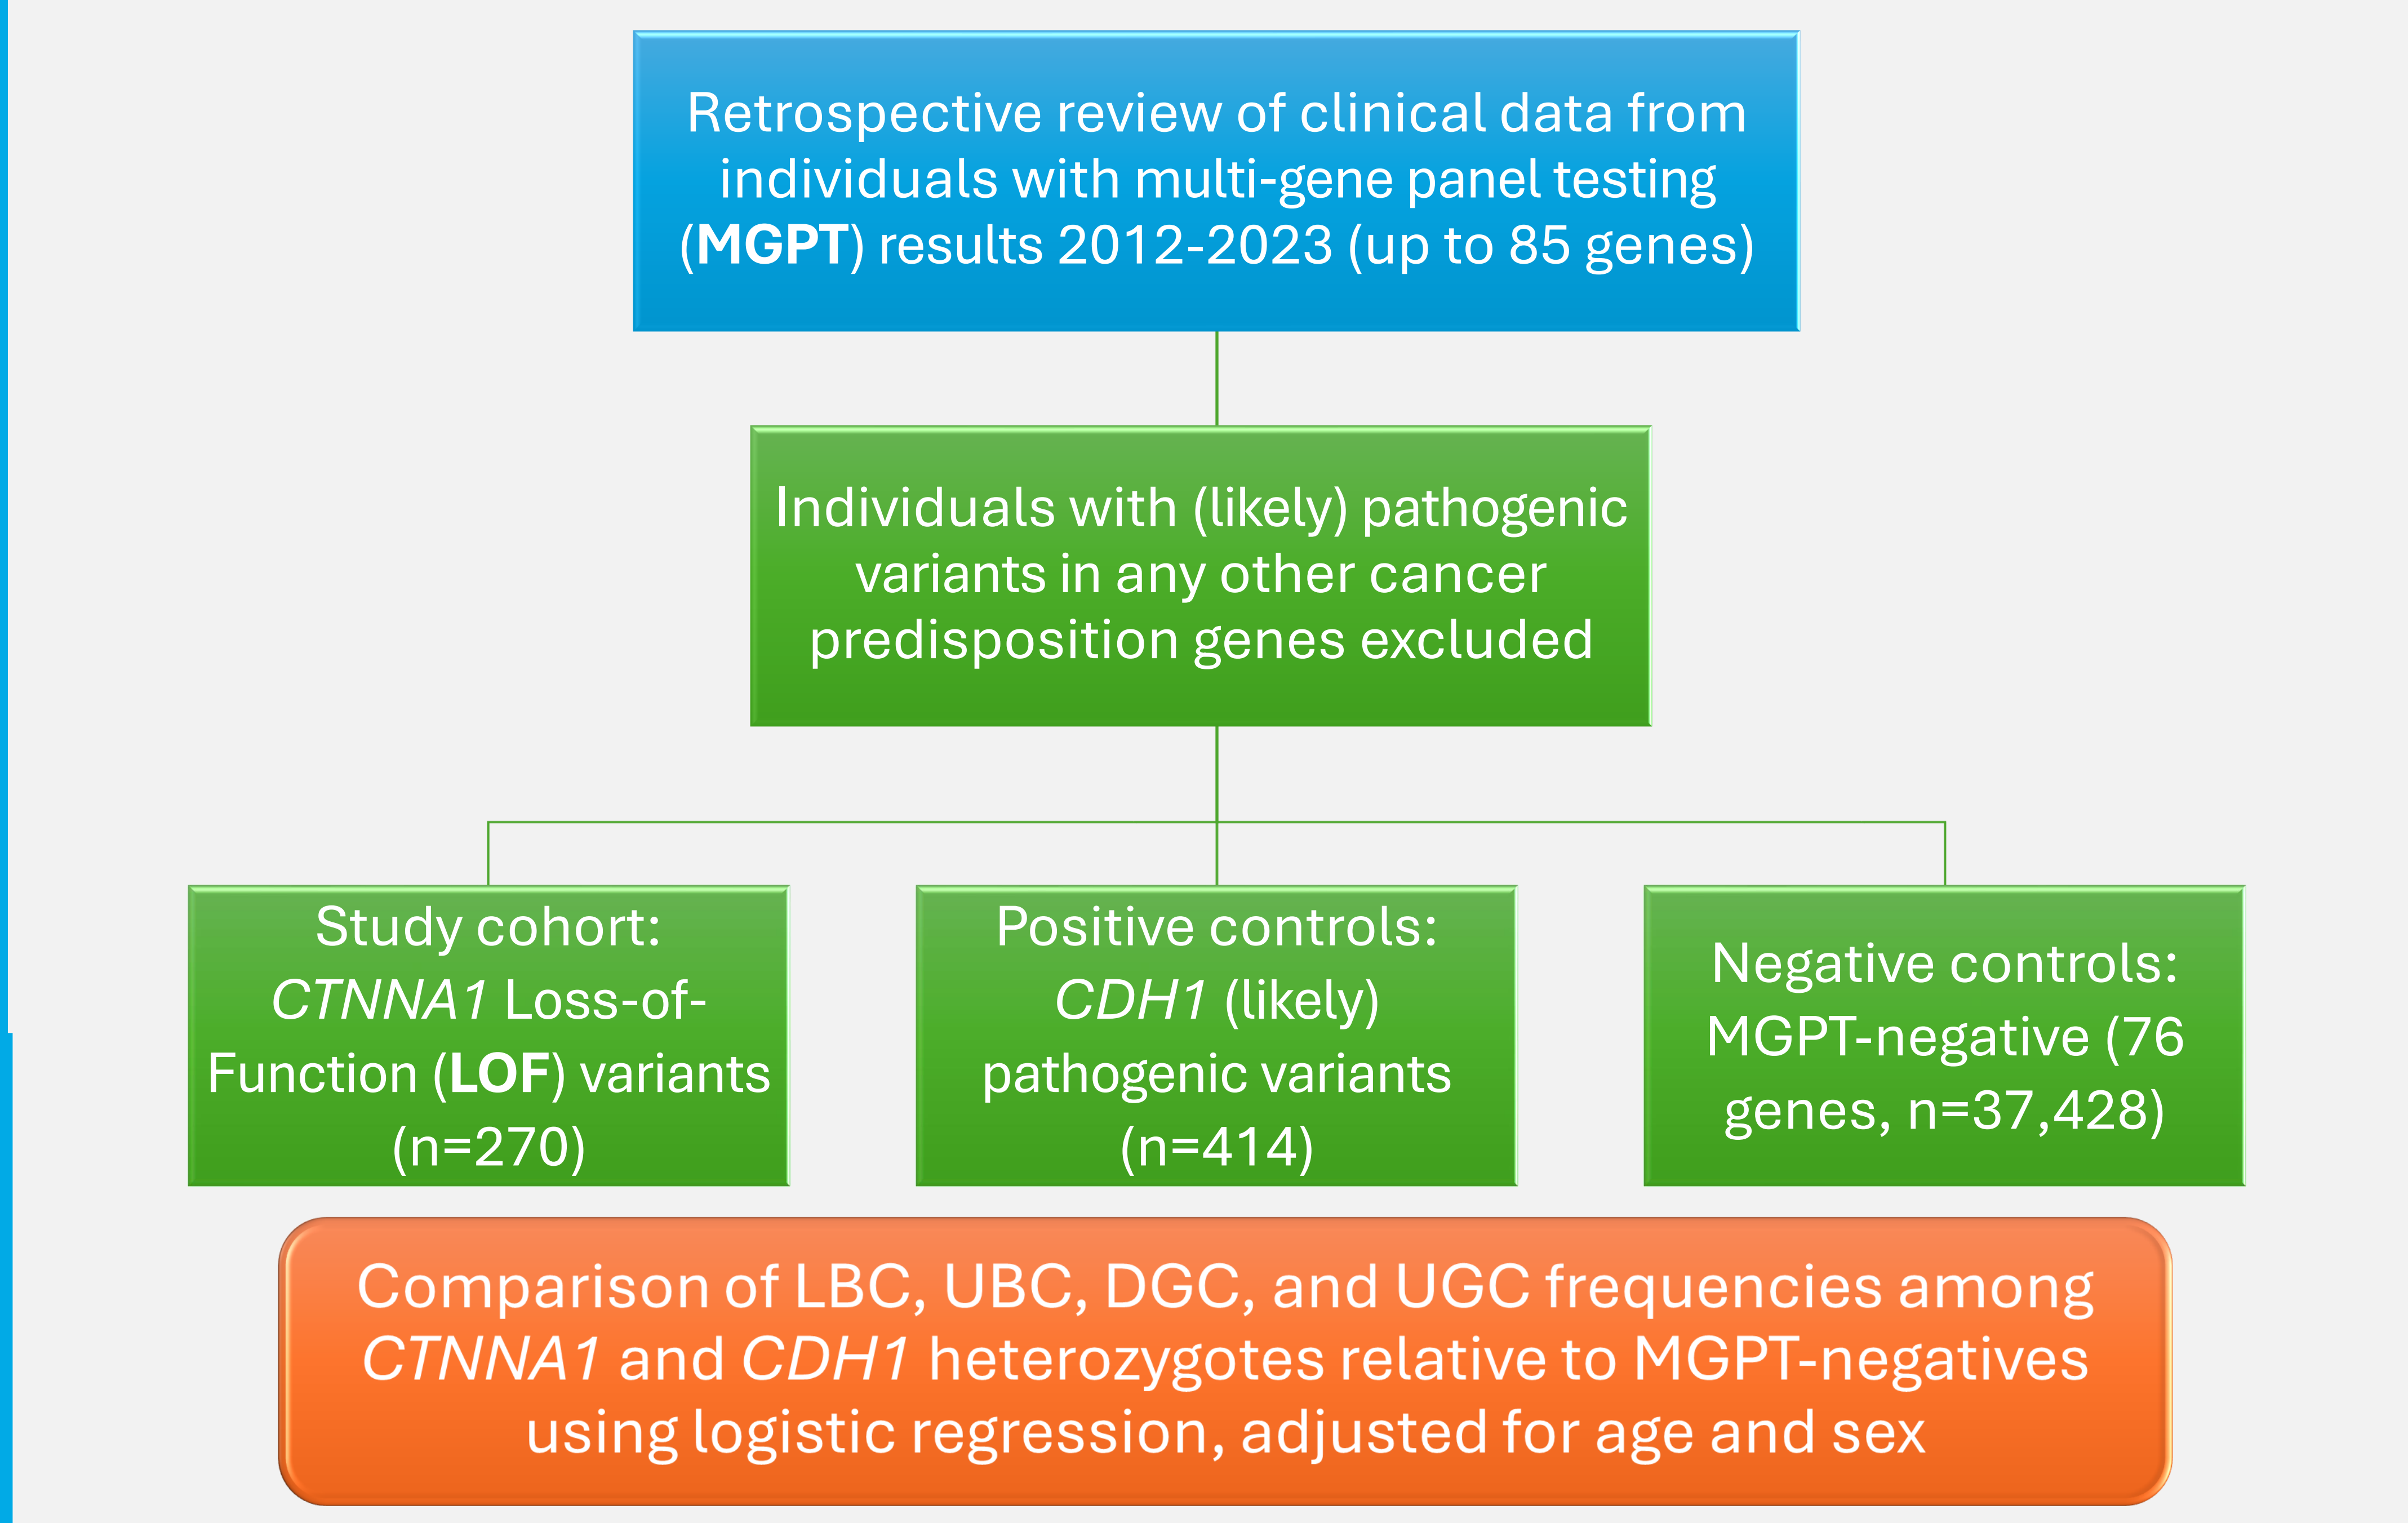 Retrospective review of clinical data from
individuals with multi-gene panel testing
(MGPT) results 2012-2023 (up to 85 genes)
Individuals with (likely) pathogenic
variants in any other cancer
predisposition genes excluded
Study cohort:
CTNNA1 Loss-of-
Function (LOF) variants
(n=270)
Positive controls:
CDH1 (likely)
pathogenic variants
(n=414)
Negative controls:
MGPT-negative (76
genes, n=37,428)
Comparison of LBC, UBC, DGC, and UGC frequencies among
CTNNA1 and CDH1 heterozygotes relative to MGPT-negatives
using logistic regression, adjusted for age and sex